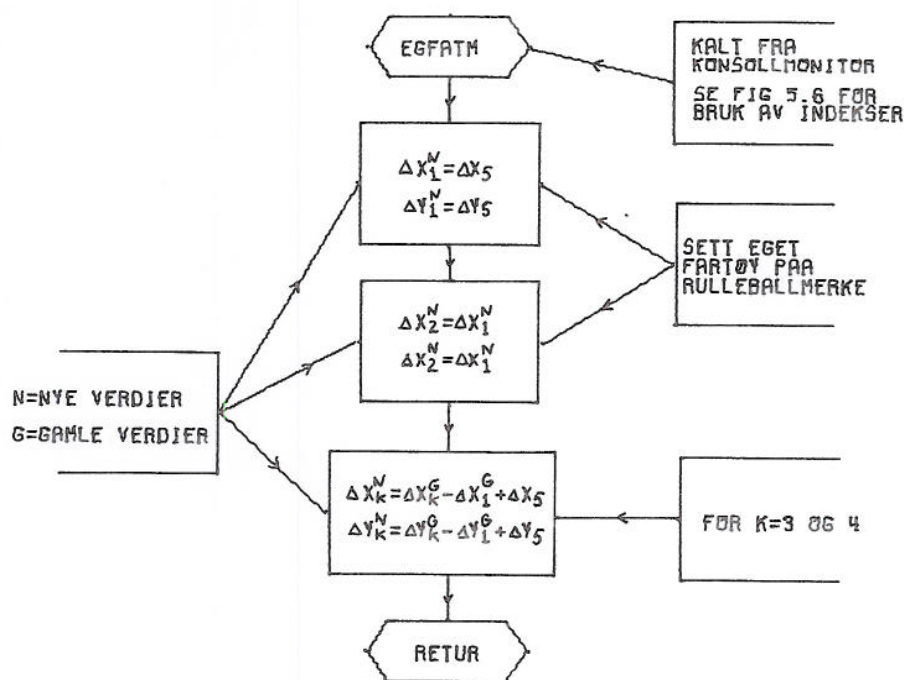 EGFATM
KALT FRA
KONSOLLMONITOR
SE FIG 5.6 FOR
BRUK AV INDEKSER
ΔX₁ᴺ=ΔX₅
ΔY₁ᴺ=ΔY₅
SETT EGET
FARTØY PAA
RULLEBALLMERKE
ΔX₂ᴺ=ΔX₁ᴺ
ΔX₂ᴺ=ΔX₁ᴺ
N=NYE VERDIER
G=GAMLE VERDIER
ΔXₖᴺ=ΔXₖᴳ-ΔX₁ᴳ+ΔX₅
ΔYₖᴺ=ΔYₖᴳ-ΔY₁ᴳ+ΔY₅
FOR K=3 OG 4
RETUR